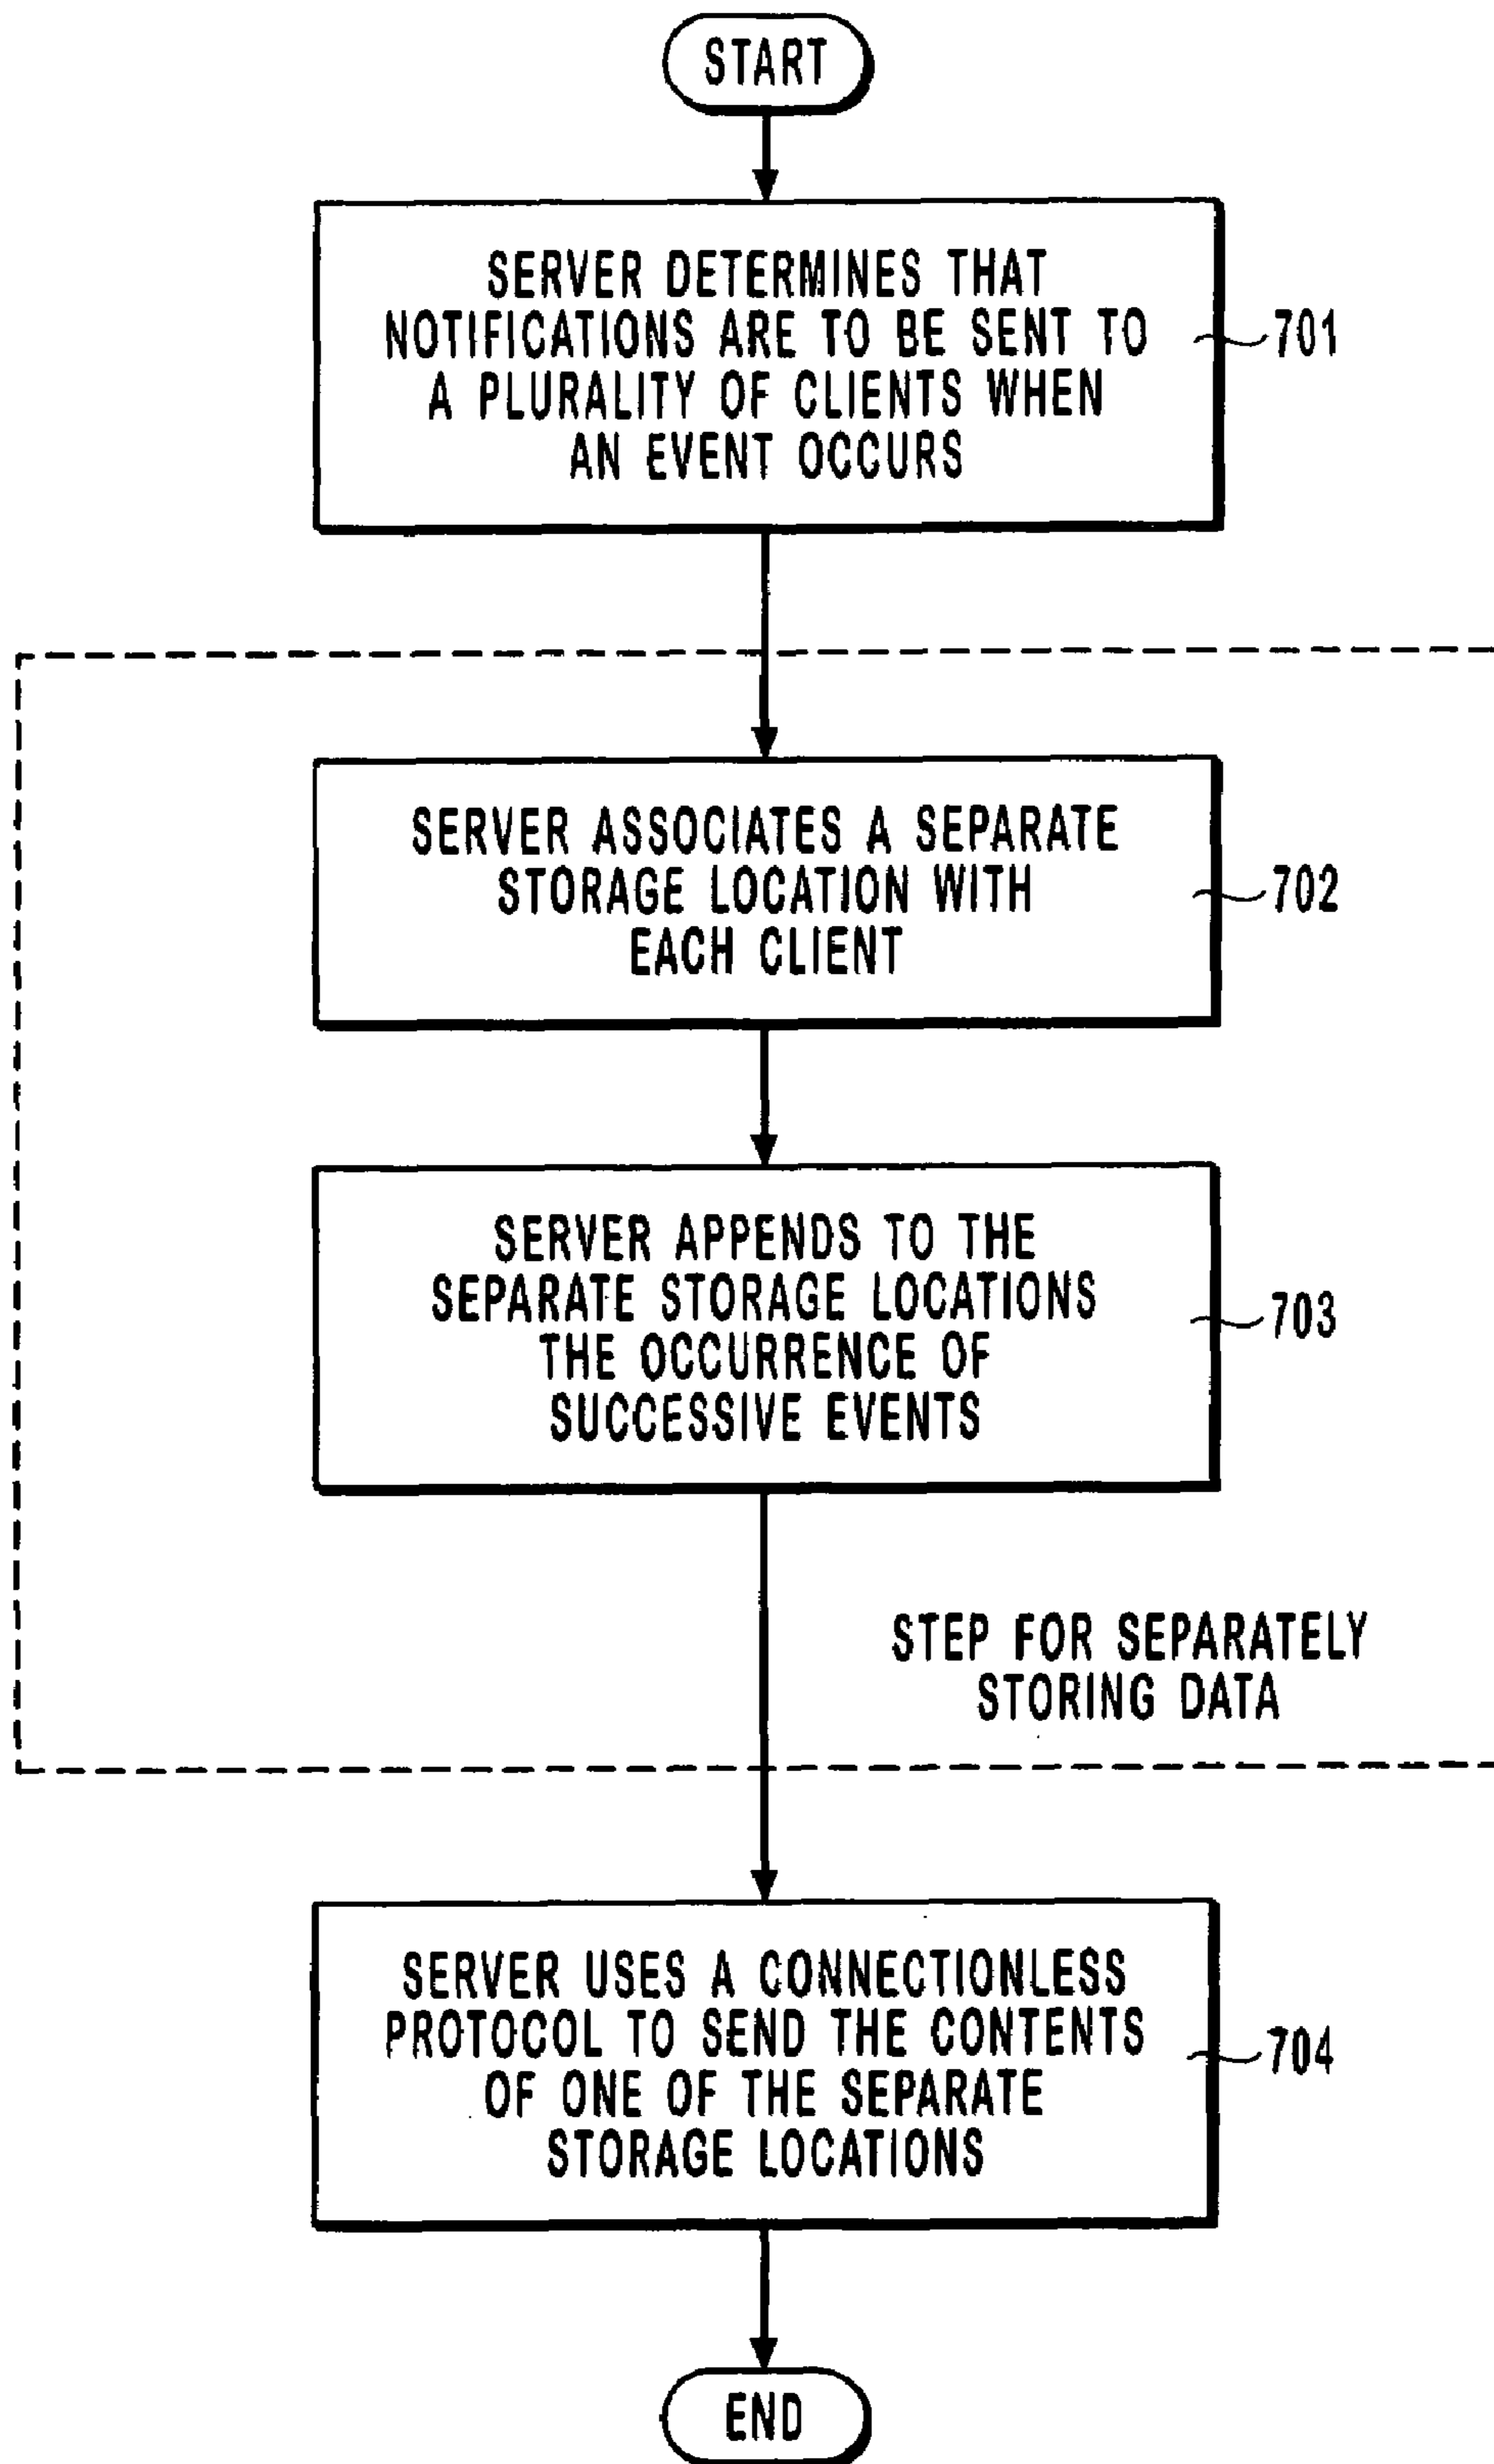 START
SERVER DETERMINES THAT
NOTIFICATIONS ARE TO BE SENT TO
A PLURALITY OF CLIENTS WHEN
AN EVENT OCCURS
701
SERVER ASSOCIATES A SEPARATE
STORAGE LOCATION WITH
EACH CLIENT
702
SERVER APPENDS TO THE
SEPARATE STORAGE LOCATIONS
THE OCCURRENCE OF
SUCCESSIVE EVENTS
703
STEP FOR SEPARATELY
STORING DATA
SERVER USES A CONNECTIONLESS
PROTOCOL TO SEND THE CONTENTS
OF ONE OF THE SEPARATE
STORAGE LOCATIONS
704
END